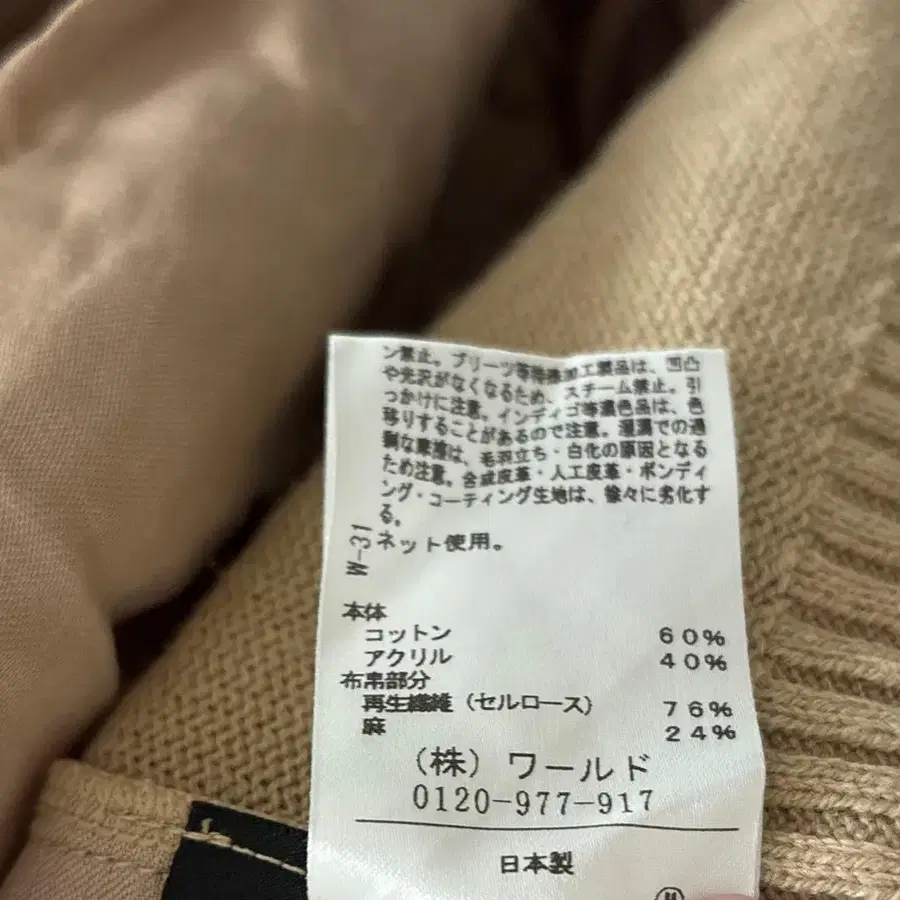 ン禁止。プリーツ等特殊加工製品は、凹凸
や光沢がなくなるため、スチーム禁止。引
っかけに注意。インディゴ等濃色品は、色
移りすることがあるので注意。湿潤での過
剰な摩擦は、毛羽立ち・白化の原因となる
ため注意。合成皮革・人工皮革・ボンディ
ング・コーティング生地は、徐々に劣化す
る。
W-31
ネット使用。
本体
コットン 60%
アクリル 40%
布帛部分
再生繊維（セルロース） 76%
麻 24%
（株）ワールド
0120-977-917
日本製